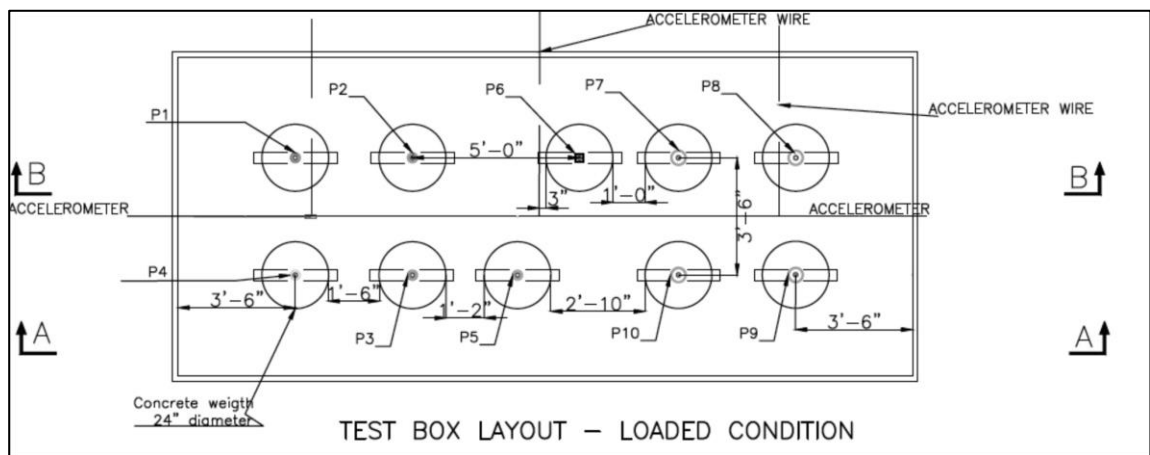 ACCELEROMETER WIRE
P2
P6
P7
P8
P1
ACCELEROMETER WIRE
5'-0"
B
B
3"
1'-0"
ACCELEROMETER
ACCELEROMETER
3'-6"
P4
3'-6"
1'-6"
1'-2"
2'-10"
3'-6"
A
A
P3
P5
P10
P9
Concrete weigth
24" diameter
TEST BOX LAYOUT – LOADED CONDITION